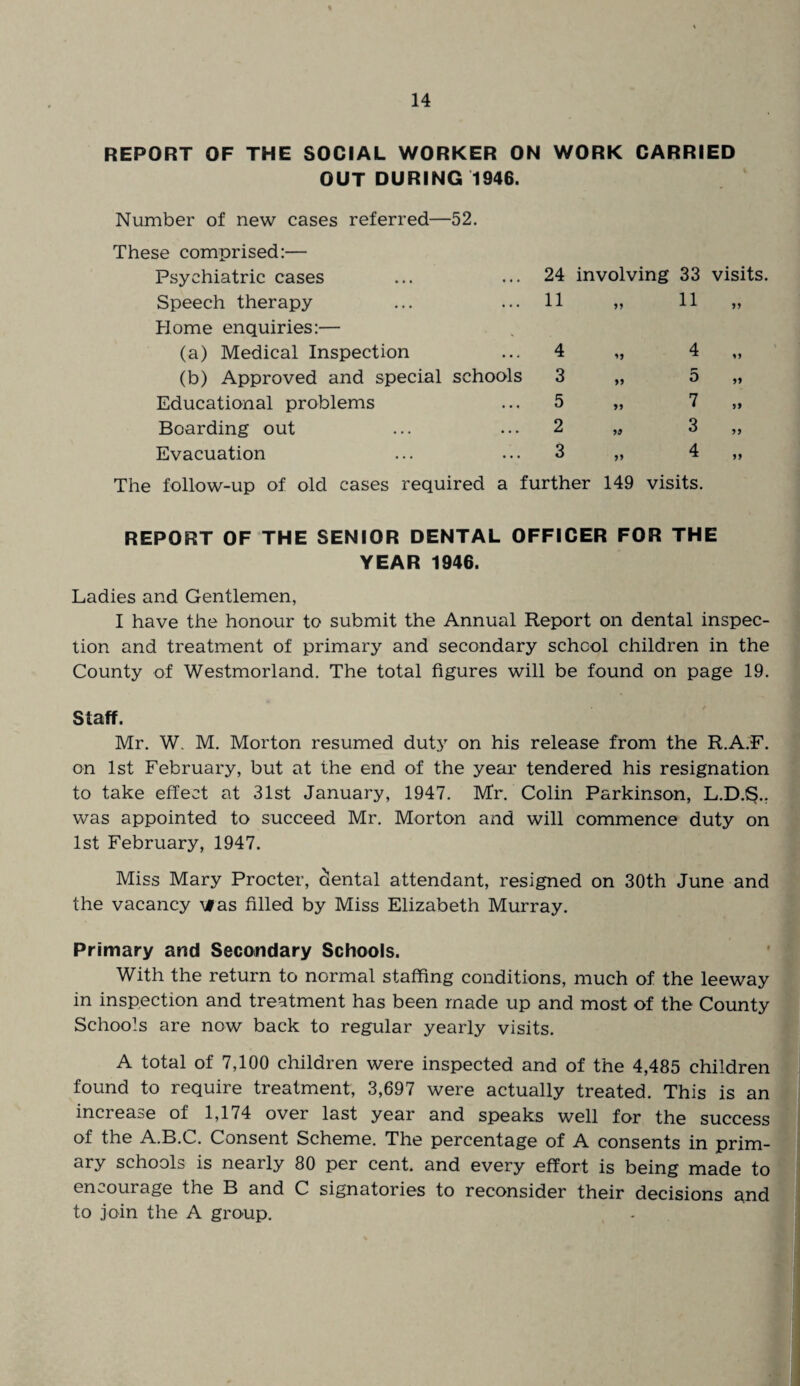 14
REPORT OF THE SOCIAL WORKER ON WORK CARRIED
OUT DURING 1946.
Number of new cases referred—52.
These comprised:—
Psychiatric cases ... ... 24 involving 33 visits.
Speech therapy ... ... 11 „ 11 „
Home enquiries:—
(a) Medical Inspection ... 4 „ 4 „
(b) Approved and special schools 3 „ 5 „
Educational problems ... 5 „ 7 „
Boarding out ... ... 2 „ 3 „
Evacuation ... ... 3 „ 4 „
The follow-up of old cases required a further 149 visits.
REPORT OF THE SENIOR DENTAL OFFICER FOR THE
YEAR 1946.
Ladies and Gentlemen,
I have the honour to submit the Annual Report on dental inspec-
tion and treatment of primary and secondary school children in the
County of Westmorland. The total figures will be found on page 19.
Staff.
Mr. W. M. Morton resumed duty on his release from the R.A.F.
on 1st February, but at the end of the year tendered his resignation
to take effect at 31st January, 1947. Mr. Colin Parkinson, L.D.S.,
was appointed to succeed Mr. Morton and will commence duty on
1st February, 1947.
Miss Mary Procter, dental attendant, resigned on 30th June and
the vacancy was filled by Miss Elizabeth Murray.
Primary and Secondary Schools.
With the return to normal staffing conditions, much of the leeway
in inspection and treatment has been made up and most of the County
Schools are now back to regular yearly visits.
A total of 7,100 children were inspected and of the 4,485 children
found to require treatment, 3,697 were actually treated. This is an
increase of 1,174 over last year and speaks well for the success
of the A.B.C. Consent Scheme. The percentage of A consents in prim-
ary schools is nearly 80 per cent. and every effort is being made to
encourage the B and C signatories to reconsider their decisions and
to join the A group.